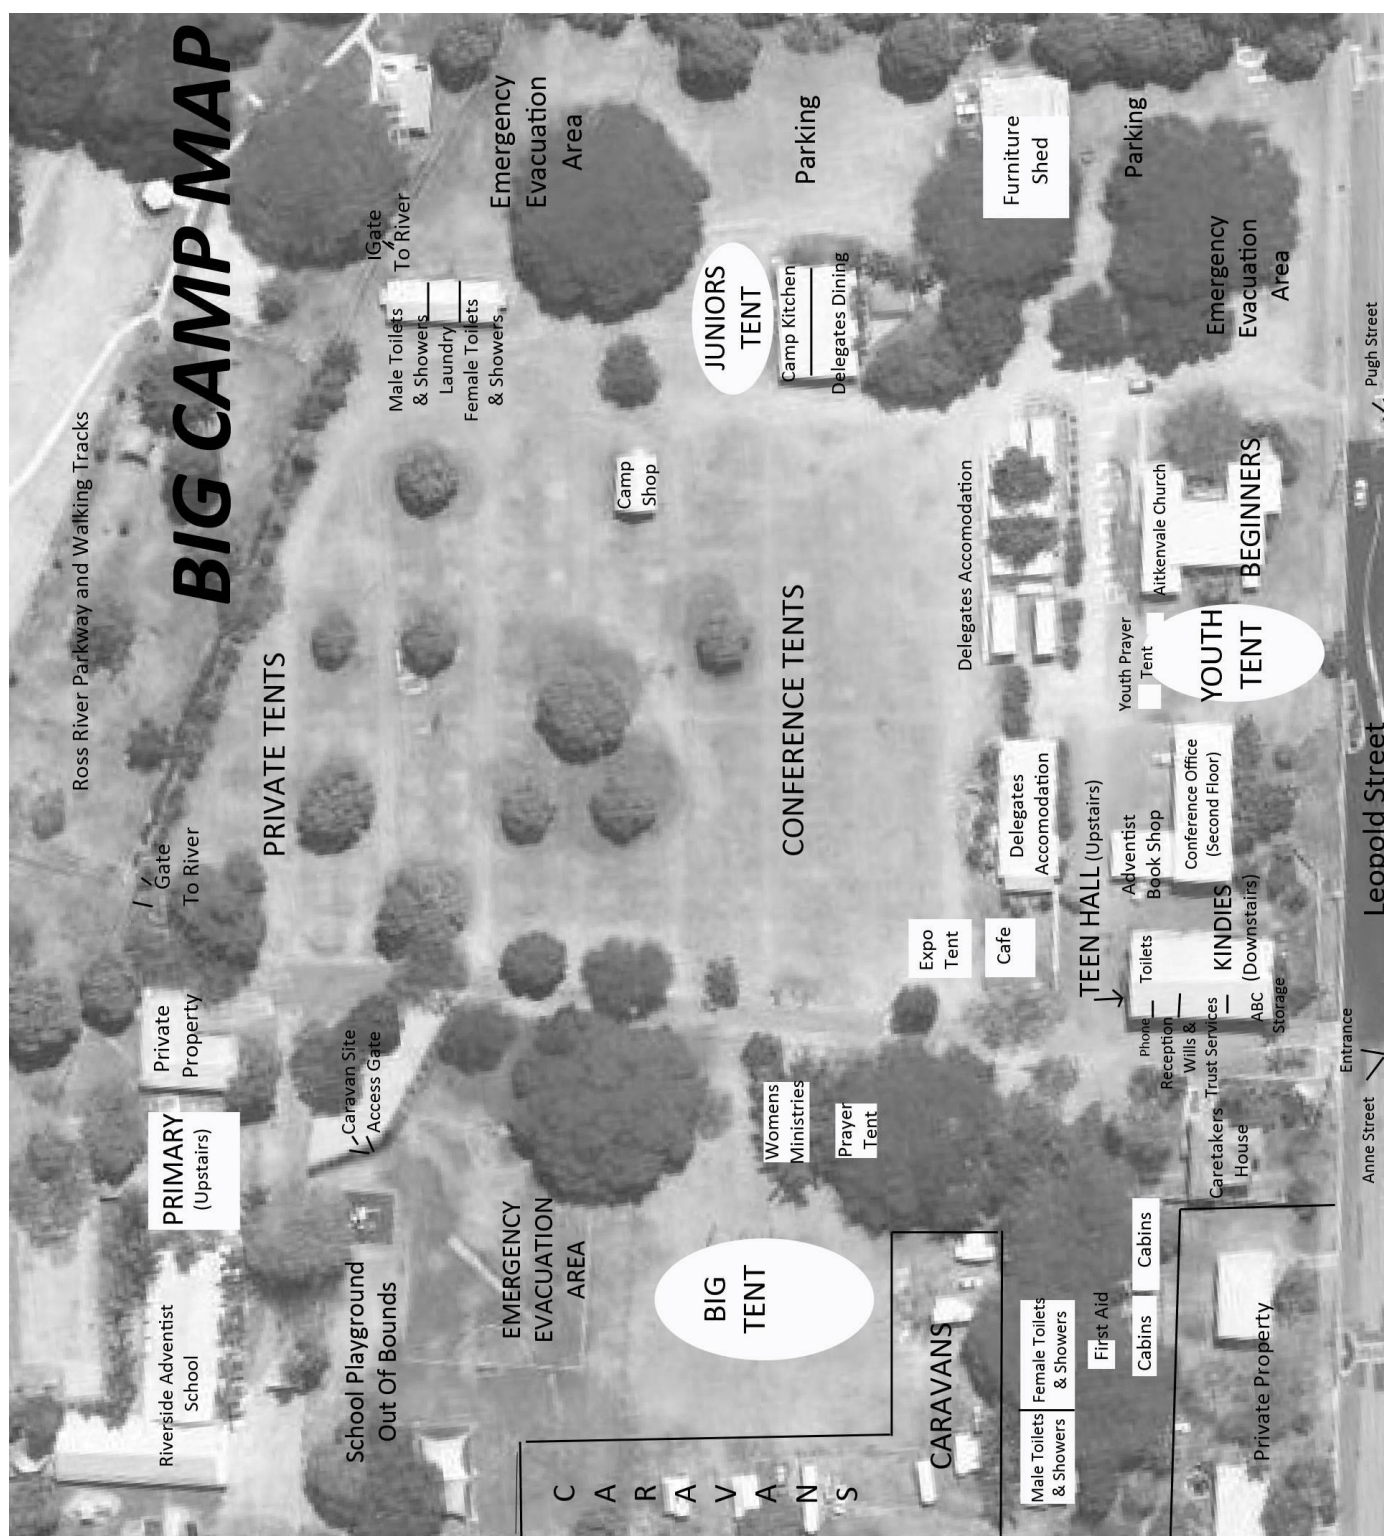 BIG CAMP MAP
Ross River Parkway and Walking Tracks
Gate
To River
Gate
To River
PRIVATE TENTS
Private
Property
PRIMARY
(Upstairs)
Riverside Adventist
School
School Playground
Out Of Bounds
Caravan Site
Access Gate
Male Toilets
& Showers
Laundry
Female Toilets
& Showers
Emergency
Evacuation
Area
Parking
JUNIORS
TENT
Camp Kitchen
Delegates Dining
Furniture
Shed
Parking
Emergency
Evacuation
Area
Camp
Shop
CONFERENCE TENTS
EMERGENCY
EVACUATION
AREA
BIG
TENT
Womens
Ministries
Prayer
Tent
CARAVANS
CARAVANS
Expo
Tent
Cafe
Delegates
Accomodation
Delegates Accomodation
Aitkenvale Church
BEGINNERS
Youth Prayer
Tent
YOUTH
TENT
TEEN HALL (Upstairs)
Adventist
Book Shop
Conference Office
(Second Floor)
KINDIES
(Downstairs)
Toilets
Phone
Reception
Wills &
Trust Services
ABC
Storage
Caretakers
House
Cabins
Cabins
First Aid
Female Toilets
& Showers
Male Toilets
& Showers
Private Property
Entrance
Anne Street
Leopold Street
Pugh Street